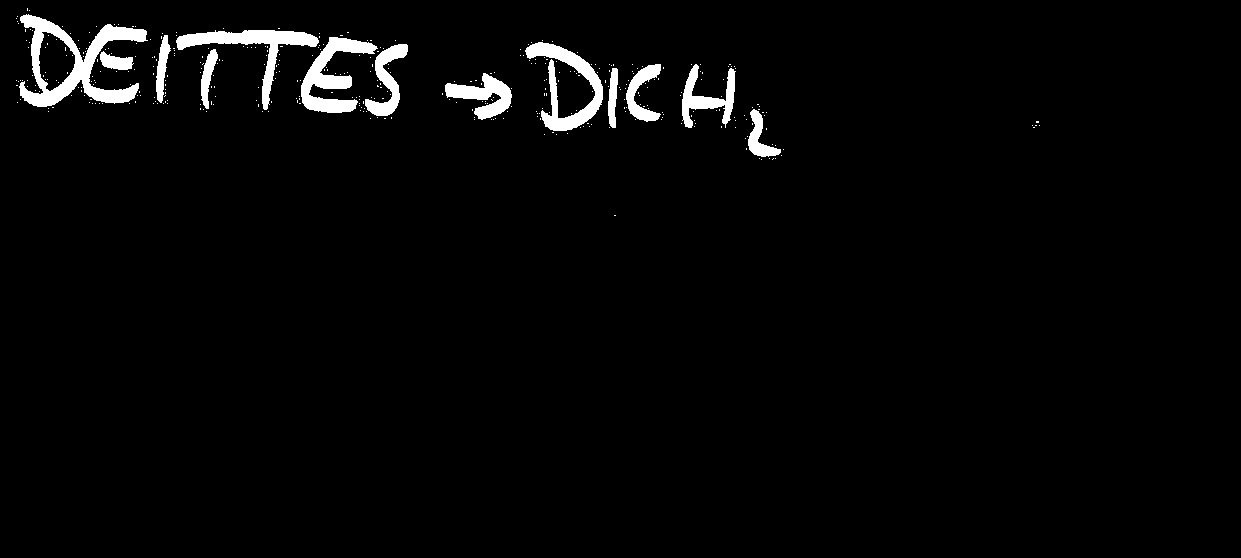 DEITTES → DICH₂